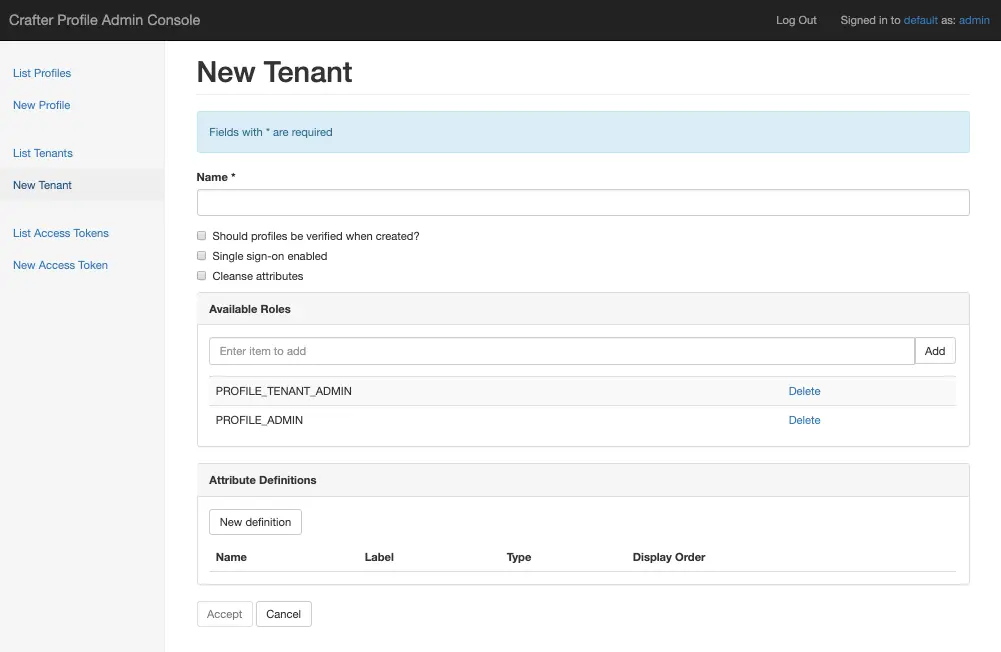 Crafter Profile Admin Console
Log Out
Signed in to default as: admin
List Profiles
New Profile
List Tenants
New Tenant
List Access Tokens
New Access Token
New Tenant
Fields with * are required
Name *
Should profiles be verified when created?
Single sign-on enabled
Cleanse attributes
Available Roles
Enter item to add
Add
PROFILE_TENANT_ADMIN
Delete
PROFILE_ADMIN
Delete
Attribute Definitions
New definition
Name Label Type Display Order
Accept
Cancel